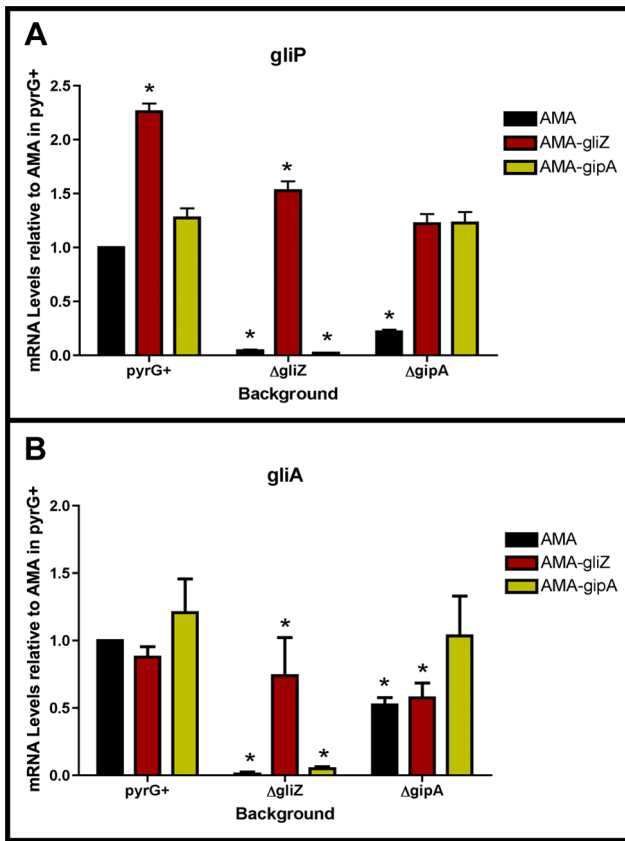 A
gliP
mRNA Levels relative to AMA in pyrG+
2.5
2.0
1.5
1.0
0.5
0.0
*
*
*
*
*
pyrG+ ΔgliZ ΔgipA
Background
AMA
AMA-gliZ
AMA-gipA
B
gliA
mRNA Levels relative to AMA in pyrG+
2.0
1.5
1.0
0.5
0.0
*
*
*
*
*
pyrG+ ΔgliZ ΔgipA
Background
AMA
AMA-gliZ
AMA-gipA